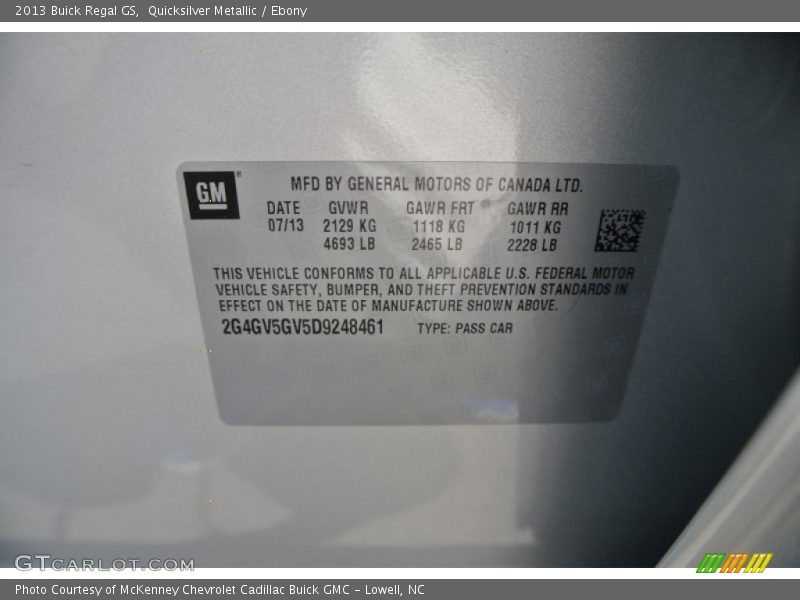 2013 Buick Regal GS, Quicksilver Metallic / Ebony
GM®
MFD BY GENERAL MOTORS OF CANADA LTD.
DATE GVWR GAWR FRT GAWR RR
07/13 2129 KG 1118 KG 1011 KG
4693 LB 2465 LB 2228 LB
THIS VEHICLE CONFORMS TO ALL APPLICABLE U.S. FEDERAL MOTOR
VEHICLE SAFETY, BUMPER, AND THEFT PREVENTION STANDARDS IN
EFFECT ON THE DATE OF MANUFACTURE SHOWN ABOVE.
2G4GV5GV5D9248461 TYPE: PASS CAR
GTCARLOT.COM
Photo Courtesy of McKenney Chevrolet Cadillac Buick GMC - Lowell, NC